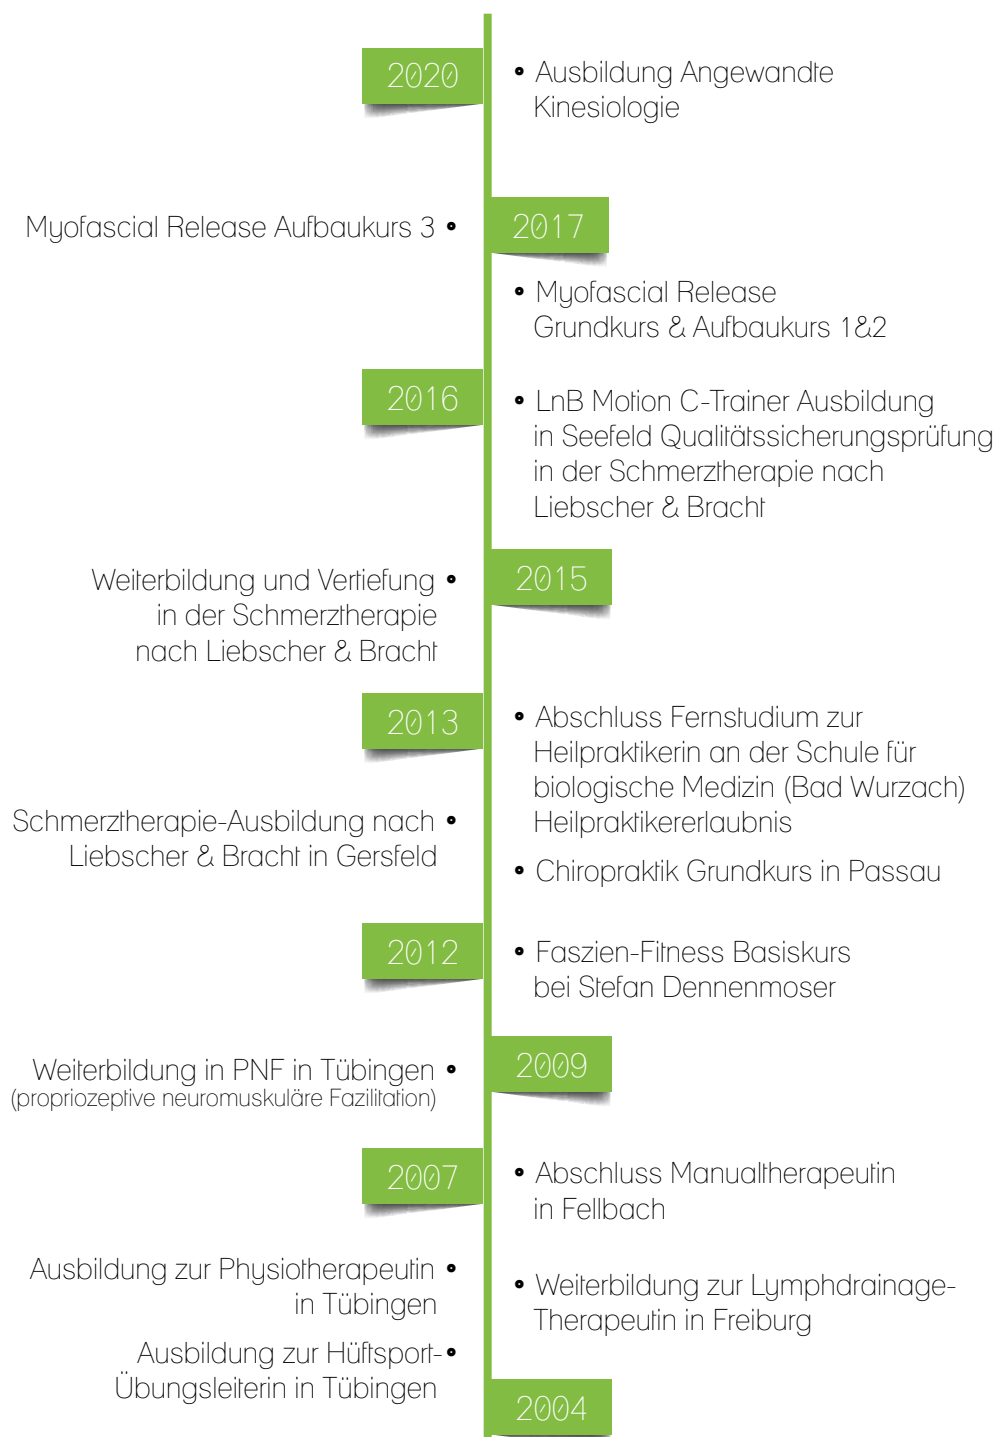 2020
• Ausbildung Angewandte
Kinesiologie
Myofascial Release Aufbaukurs 3 •
2017
• Myofascial Release
Grundkurs & Aufbaukurs 1&2
2016
• LnB Motion C-Trainer Ausbildung
in Seefeld Qualitätssicherungsprüfung
in der Schmerztherapie nach
Liebscher & Bracht
2015
Weiterbildung und Vertiefung •
in der Schmerztherapie
nach Liebscher & Bracht
2013
• Abschluss Fernstudium zur
Heilpraktikerin an der Schule für
biologische Medizin (Bad Wurzach)
Heilpraktikererlaubnis
Schmerztherapie-Ausbildung nach •
Liebscher & Bracht in Gersfeld
• Chiropraktik Grundkurs in Passau
2012
• Faszien-Fitness Basiskurs
bei Stefan Dennenmoser
2009
Weiterbildung in PNF in Tübingen •
(propriozeptive neuromuskuläre Fazilitation)
2007
• Abschluss Manualtherapeutin
in Fellbach
Ausbildung zur Physiotherapeutin •
in Tübingen
• Weiterbildung zur Lymphdrainage-
Therapeutin in Freiburg
Ausbildung zur Hüftsport- •
Übungsleiterin in Tübingen
2004